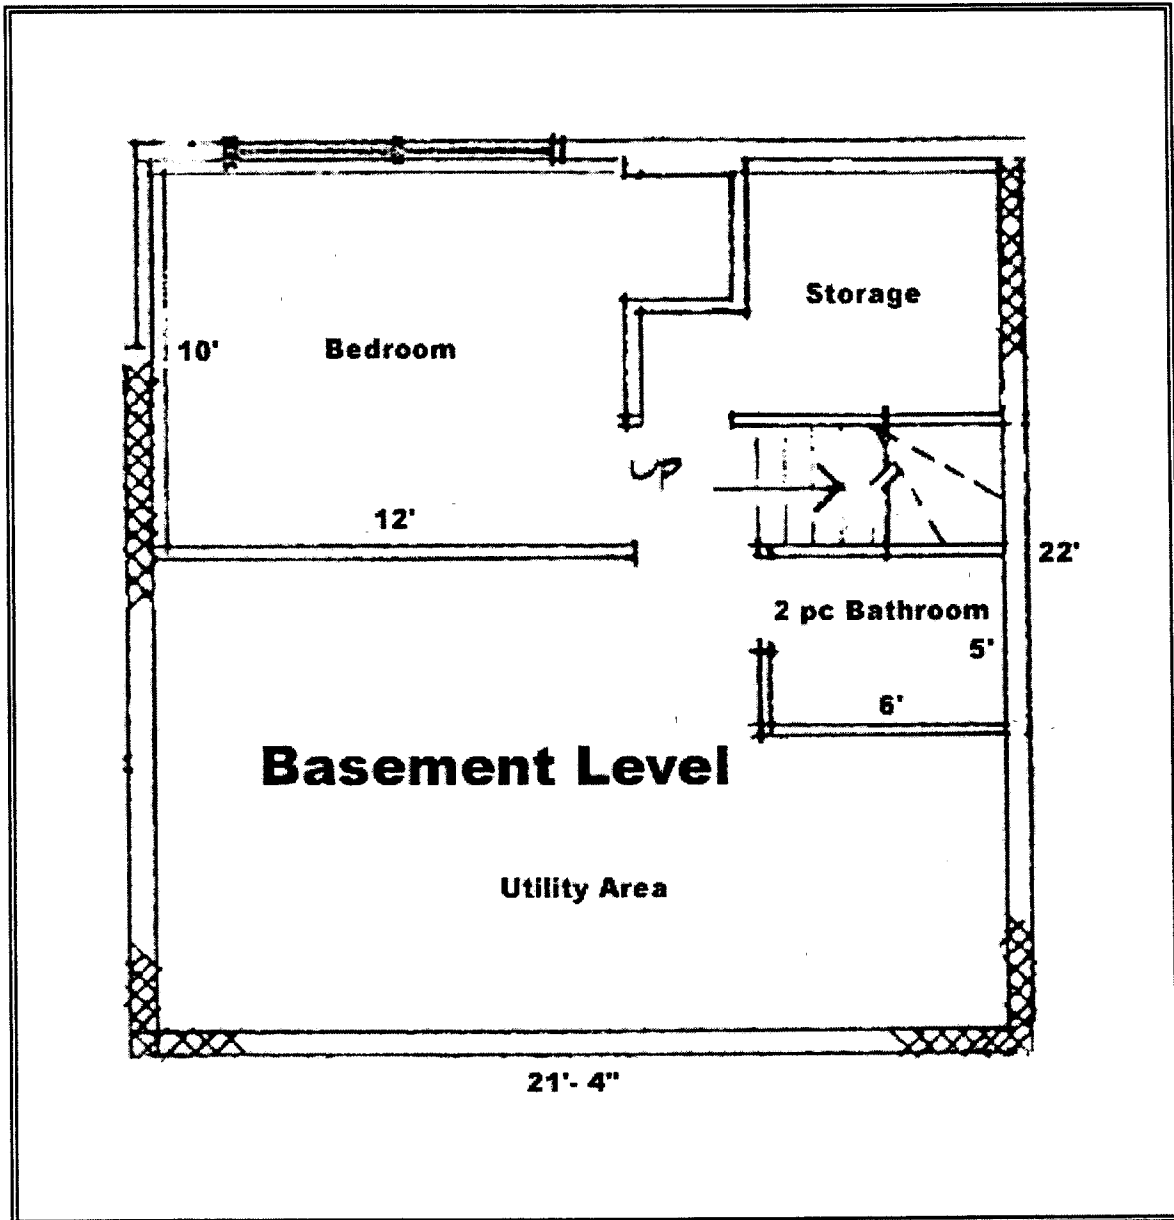 Storage
10'
Bedroom
UP
12'
22'
2 pc Bathroom
5'
6'
Basement Level
Utility Area
21'- 4"